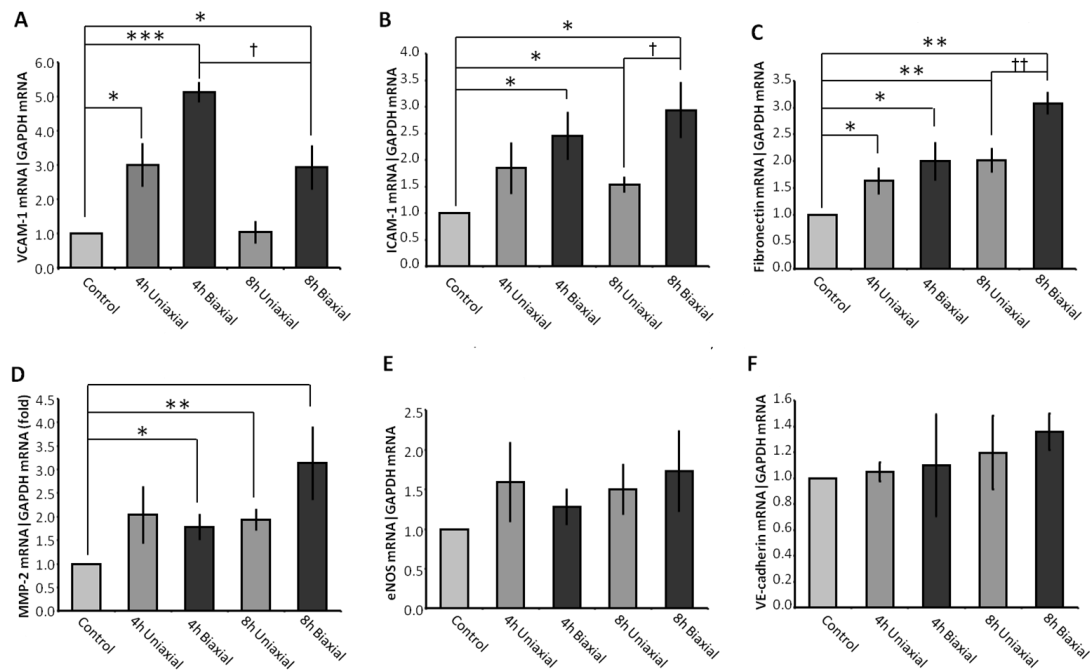 A
*
***
†
*
VCAM-1 mRNA|GAPDH mRNA
6.0
5.0
4.0
3.0
2.0
1.0
0.0
Control
4h Uniaxial
4h Biaxial
8h Uniaxial
8h Biaxial
B
*
*
†
*
ICAM-1 mRNA|GAPDH mRNA
4.0
3.5
3.0
2.5
2.0
1.5
1.0
0.5
0.0
Control
4h Uniaxial
4h Biaxial
8h Uniaxial
8h Biaxial
C
**
**
††
*
*
Fibronectin mRNA|GAPDH mRNA
3.5
3.0
2.5
2.0
1.5
1.0
0.5
0.0
Control
4h Uniaxial
4h Biaxial
8h Uniaxial
8h Biaxial
D
**
*
MMP-2 mRNA|GAPDH mRNA (fold)
4.5
4.0
3.5
3.0
2.5
2.0
1.5
1.0
0.5
0.0
Control
4h Uniaxial
4h Biaxial
8h Uniaxial
8h Biaxial
E
eNOS mRNA|GAPDH mRNA
2.5
2.0
1.5
1.0
0.5
0.0
Control
4h Uniaxial
4h Biaxial
8h Uniaxial
8h Biaxial
F
VE-cadherin mRNA|GAPDH mRNA
1.6
1.4
1.2
1.0
0.8
0.6
0.4
0.2
0.0
Control
4h Uniaxial
4h Biaxial
8h Uniaxial
8h Biaxial